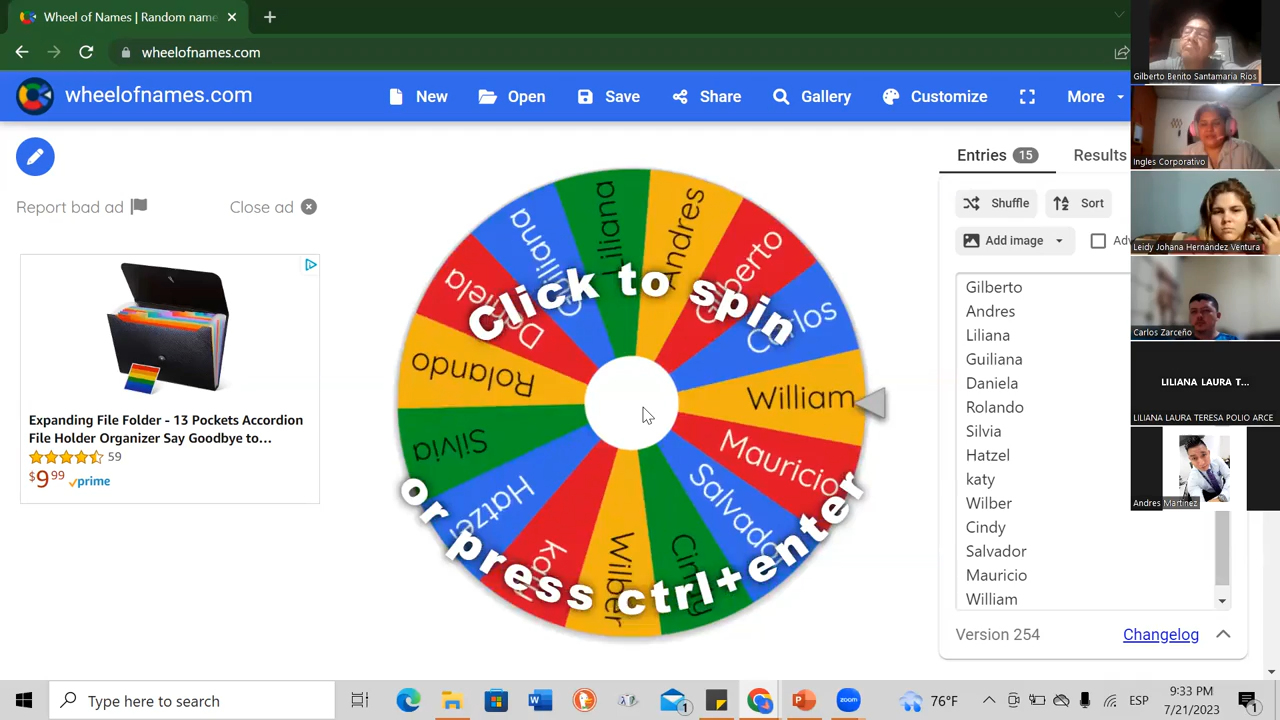 Wheel of Names | Random name
wheelofnames.com
wheelofnames.com
New
Open
Save
Share
Gallery
Customize
More
Report bad ad
Close ad
Expanding File Folder - 13 Pockets Accordion
File Holder Organizer Say Goodbye to...
59
$9 99 prime
Click to spin
or press ctrl+enter
Liliana
Andres
Gilberto
Carlos
William
Mauricio
Salvador
Cindy
Wilber
katy
Hatzel
Silvia
Rolando
Daniela
Guiliana
Entries 15
Results
Shuffle
Sort
Add image
Gilberto
Andres
Liliana
Guiliana
Daniela
Rolando
Silvia
Hatzel
katy
Wilber
Cindy
Salvador
Mauricio
William
Version 254
Changelog
Gilberto Benito Santamaria Rios
Ingles Corporativo
Leidy Johana Hernández Ventura
Carlos Zarceño
LILIANA LAURA T...
LILIANA LAURA TERESA POLIO ARCE
Andres Martinez
Type here to search
76°F
ESP
9:33 PM
7/21/2023